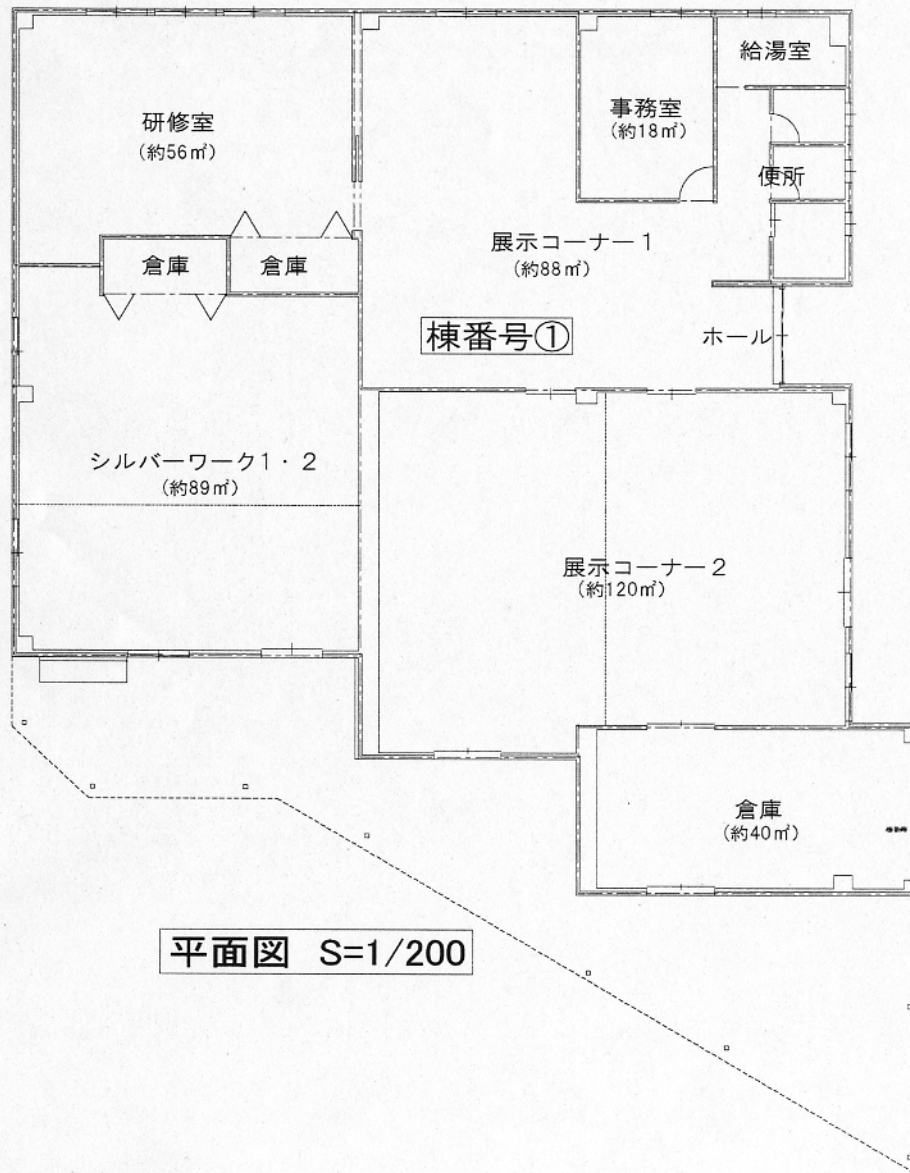 給湯室
研修室
(約56㎡)
事務室
(約18㎡)
便所
展示コーナー1
(約88㎡)
倉庫
倉庫
棟番号①
ホール
シルバーワーク1・2
(約89㎡)
展示コーナー2
(約120㎡)
倉庫
(約40㎡)
平面図 S=1/200